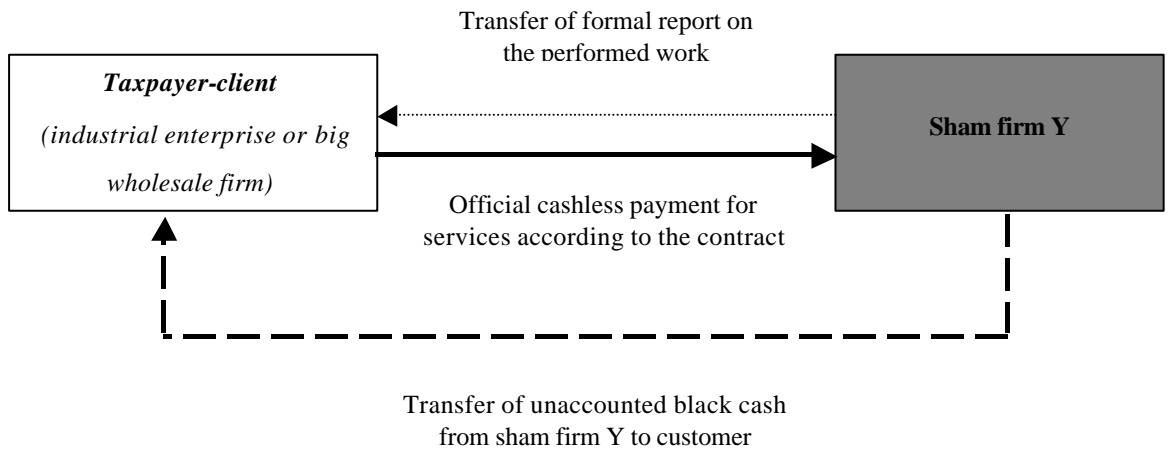 Transfer of formal report on
the performed work
Taxpayer-client
(industrial enterprise or big
wholesale firm)
Sham firm Y
Official cashless payment for
services according to the contract
Transfer of unaccounted black cash
from sham firm Y to customer